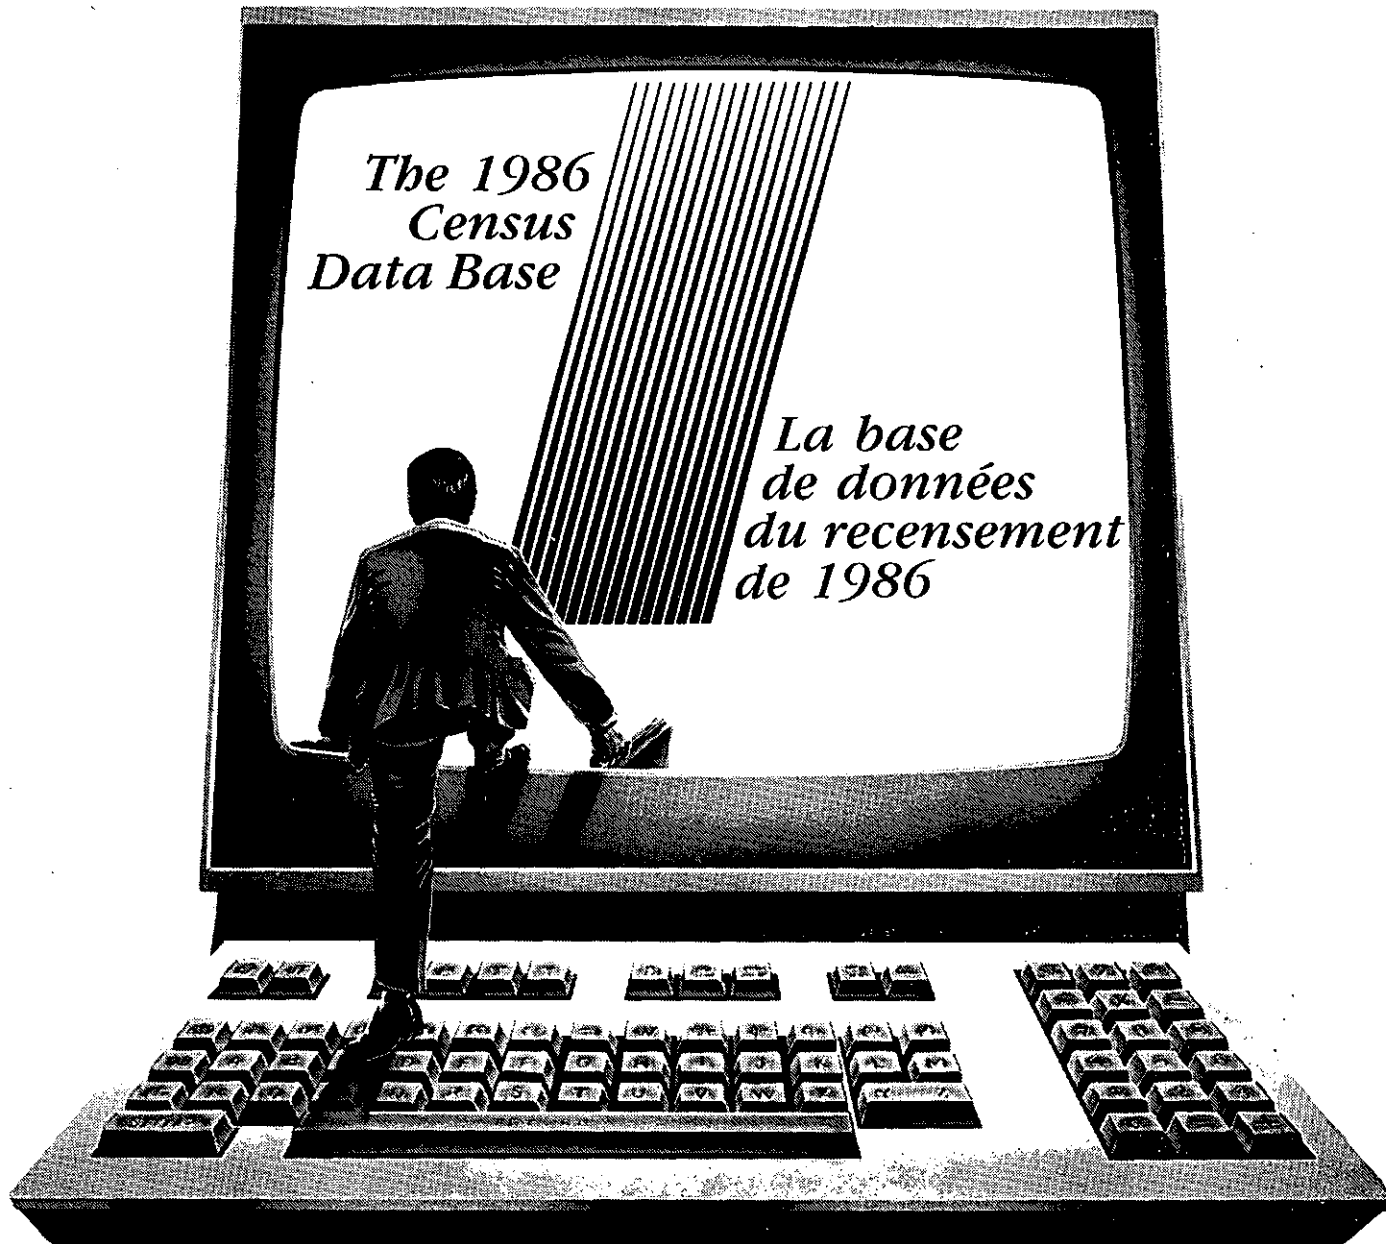 The 1986
Census
Data Base
La base
de données
du recensement
de 1986